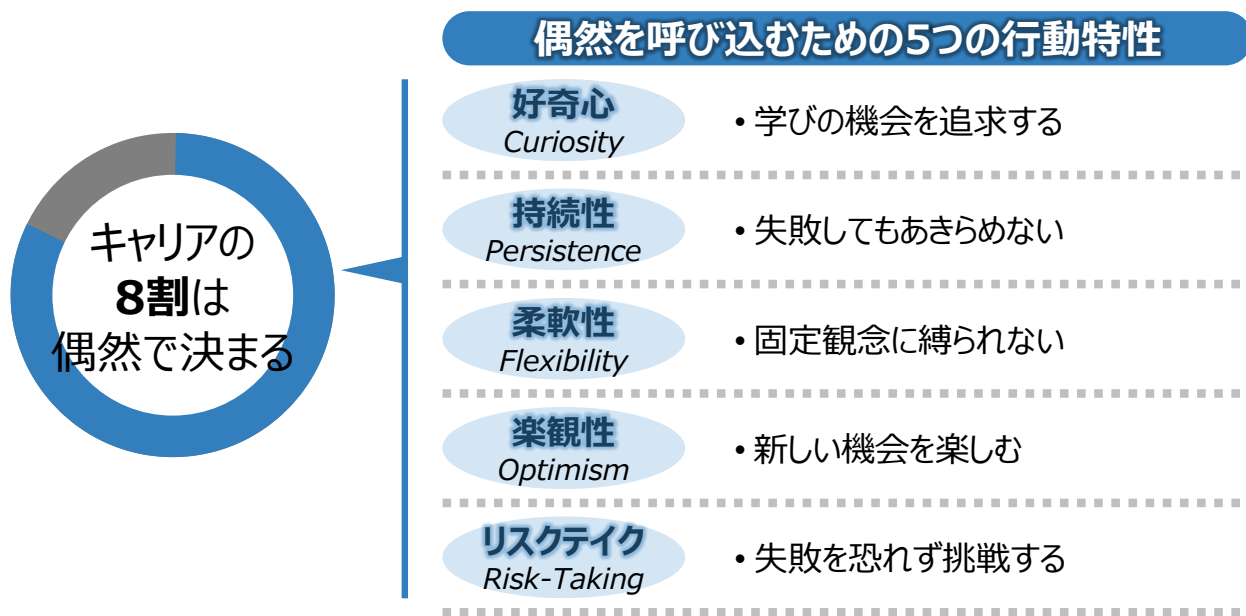 偶然を呼び込むための5つの行動特性
キャリアの
8割は
偶然で決まる
好奇心
Curiosity
• 学びの機会を追求する
持続性
Persistence
• 失敗してもあきらめない
柔軟性
Flexibility
• 固定観念に縛られない
楽観性
Optimism
• 新しい機会を楽しむ
リスクテイク
Risk-Taking
• 失敗を恐れず挑戦する